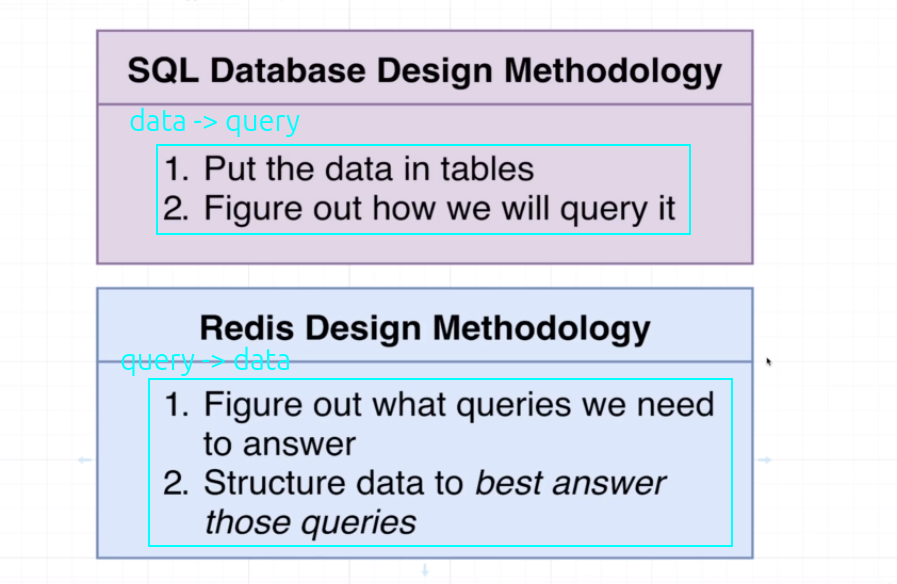 SQL Database Design Methodology
data -> query
1. Put the data in tables
2. Figure out how we will query it
Redis Design Methodology
query -> data
1. Figure out what queries we need
to answer
2. Structure data to best answer
those queries